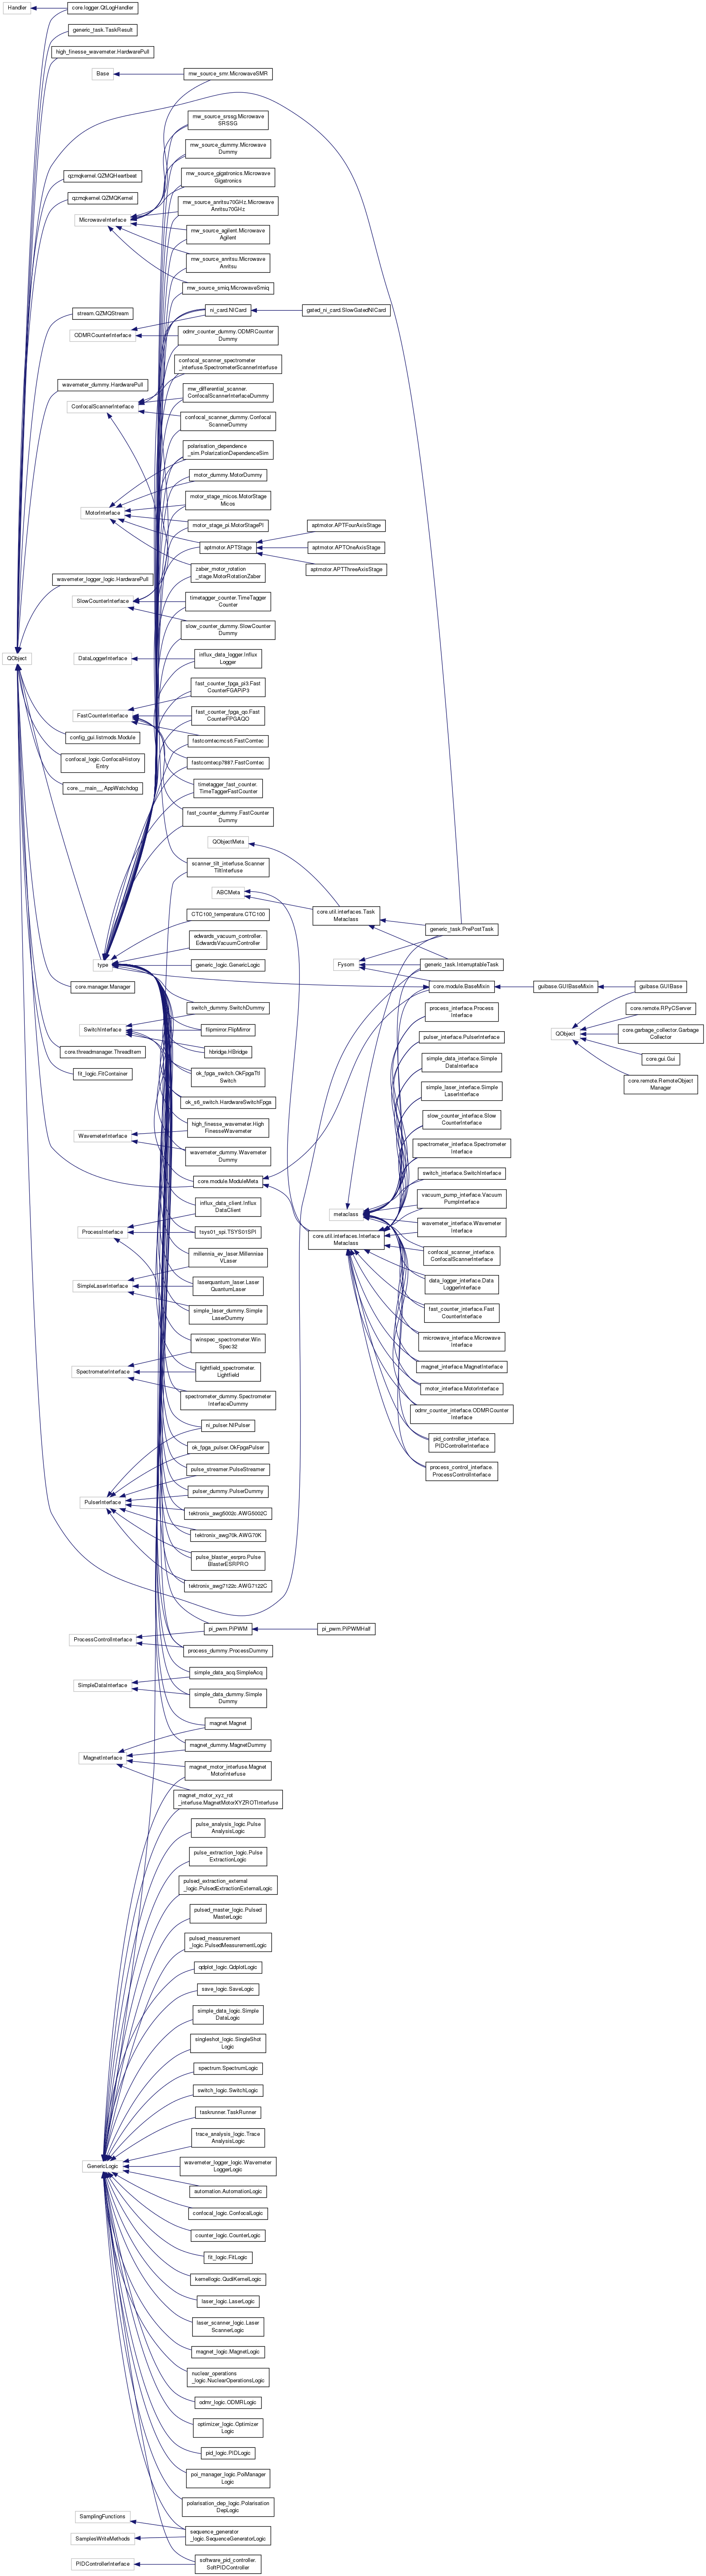 Handler
core.logger.QtLogHandler
generic_task.TaskResult
high_finesse_wavemeter.HardwarePull
Base
mw_source_smr.MicrowaveSMR
mw_source_srssg.Microwave
SRSSG
mw_source_dummy.Microwave
Dummy
qzmqkernel.QZMQHeartbeat
mw_source_gigatronics.Microwave
Gigatronics
qzmqkernel.QZMQKernel
mw_source_anritsu70GHz.Microwave
Anritsu70GHz
MicrowaveInterface
mw_source_agilent.Microwave
Agilent
mw_source_anritsu.Microwave
Anritsu
mw_source_smiq.MicrowaveSmiq
stream.QZMQStream
ni_card.NICard
gated_ni_card.SlowGatedNICard
ODMRCounterInterface
odmr_counter_dummy.ODMRCounter
Dummy
confocal_scanner_spectrometer
_interfuse.SpectrometerScannerInterfuse
wavemeter_dummy.HardwarePull
mw_differential_scanner.
ConfocalScannerInterfaceDummy
ConfocalScannerInterface
confocal_scanner_dummy.Confocal
ScannerDummy
polarisation_dependence
_sim.PolarizationDependenceSim
motor_dummy.MotorDummy
motor_stage_micos.MotorStage
Micos
MotorInterface
motor_stage_pi.MotorStagePI
aptmotor.APTFourAxisStage
aptmotor.APTStage
aptmotor.APTOneAxisStage
aptmotor.APTThreeAxisStage
zaber_motor_rotation
_stage.MotorRotationZaber
wavemeter_logger_logic.HardwarePull
SlowCounterInterface
timetagger_counter.TimeTagger
Counter
slow_counter_dummy.SlowCounter
Dummy
QObject
DataLoggerInterface
influx_data_logger.Influx
Logger
fast_counter_fpga_pi3.Fast
CounterFGAPiP3
FastCounterInterface
fast_counter_fpga_qo.Fast
CounterFPGAQO
config_gui.listmods.Module
fastcomtecmcs6.FastComtec
confocal_logic.ConfocalHistory
Entry
fastcomtecp7887.FastComtec
core.__main__.AppWatchdog
timetagger_fast_counter.
TimeTaggerFastCounter
fast_counter_dummy.FastCounter
Dummy
QObjectMeta
scanner_tilt_interfuse.Scanner
TiltInterfuse
ABCMeta
CTC100_temperature.CTC100
core.util.interfaces.Task
Metaclass
generic_task.PrePostTask
edwards_vacuum_controller.
EdwardsVacuumController
type
generic_logic.GenericLogic
Fysom
generic_task.InterruptableTask
core.manager.Manager
core.module.BaseMixin
guibase.GUIBaseMixin
guibase.GUIBase
switch_dummy.SwitchDummy
process_interface.Process
Interface
core.remote.RPyCServer
SwitchInterface
flipmirror.FlipMirror
pulser_interface.PulserInterface
QObject
core.garbage_collector.Garbage
Collector
core.threadmanager.ThreadItem
hbridge.HBridge
simple_data_interface.Simple
DataInterface
core.gui.Gui
fit_logic.FitContainer
ok_fpga_switch.OkFpgaTtl
Switch
simple_laser_interface.Simple
LaserInterface
core.remote.RemoteObject
Manager
ok_s6_switch.HardwareSwitchFpga
slow_counter_interface.Slow
CounterInterface
high_finesse_wavemeter.High
FinesseWavemeter
WavemeterInterface
wavemeter_dummy.Wavemeter
Dummy
spectrometer_interface.Spectrometer
Interface
core.module.ModuleMeta
switch_interface.SwitchInterface
influx_data_client.Influx
DataClient
vacuum_pump_interface.Vacuum
PumpInterface
metaclass
ProcessInterface
tsys01_spi.TSYS01SPI
core.util.interfaces.Interface
Metaclass
wavemeter_interface.Wavemeter
Interface
millennia_ev_laser.Millenniae
VLaser
confocal_scanner_interface.
ConfocalScannerInterface
SimpleLaserInterface
laserquantum_laser.Laser
QuantumLaser
data_logger_interface.Data
LoggerInterface
simple_laser_dummy.Simple
LaserDummy
fast_counter_interface.Fast
CounterInterface
winspec_spectrometer.Win
Spec32
microwave_interface.Microwave
Interface
SpectrometerInterface
lightfield_spectrometer.
Lightfield
magnet_interface.MagnetInterface
spectrometer_dummy.Spectrometer
InterfaceDummy
motor_interface.MotorInterface
odmr_counter_interface.ODMRCounter
Interface
ni_pulser.NIPulser
ok_fpga_pulser.OkFpgaPulser
pid_controller_interface.
PIDControllerInterface
pulse_streamer.PulseStreamer
process_control_interface.
ProcessControlInterface
pulser_dummy.PulserDummy
PulserInterface
tektronix_awg5002c.AWG5002C
tektronix_awg70k.AWG70K
pulse_blaster_esrpro.Pulse
BlasterESRPRO
tektronix_awg7122c.AWG7122C
pi_pwm.PiPWM
pi_pwm.PiPWMHalf
ProcessControlInterface
process_dummy.ProcessDummy
simple_data_acq.SimpleAcq
SimpleDataInterface
simple_data_dummy.Simple
Dummy
magnet.Magnet
magnet_dummy.MagnetDummy
MagnetInterface
magnet_motor_interfuse.Magnet
MotorInterfuse
magnet_motor_xyz_rot
_interfuse.MagnetMotorXYZROTInterfuse
pulse_analysis_logic.Pulse
AnalysisLogic
pulse_extraction_logic.Pulse
ExtractionLogic
pulsed_extraction_external
_logic.PulsedExtractionExternalLogic
pulsed_master_logic.Pulsed
MasterLogic
pulsed_measurement
_logic.PulsedMeasurementLogic
qdplot_logic.QdplotLogic
save_logic.SaveLogic
simple_data_logic.Simple
DataLogic
singleshot_logic.SingleShot
Logic
spectrum.SpectrumLogic
switch_logic.SwitchLogic
taskrunner.TaskRunner
trace_analysis_logic.Trace
AnalysisLogic
GenericLogic
wavemeter_logger_logic.Wavemeter
LoggerLogic
automation.AutomationLogic
confocal_logic.ConfocalLogic
counter_logic.CounterLogic
fit_logic.FitLogic
kernellogic.QudiKernelLogic
laser_logic.LaserLogic
laser_scanner_logic.Laser
ScannerLogic
magnet_logic.MagnetLogic
nuclear_operations
_logic.NuclearOperationsLogic
odmr_logic.ODMRLogic
optimizer_logic.Optimizer
Logic
pid_logic.PIDLogic
poi_manager_logic.PoiManager
Logic
polarisation_dep_logic.Polarisation
DepLogic
SamplingFunctions
sequence_generator
_logic.SequenceGeneratorLogic
SamplesWriteMethods
software_pid_controller.
SoftPIDController
PIDControllerInterface